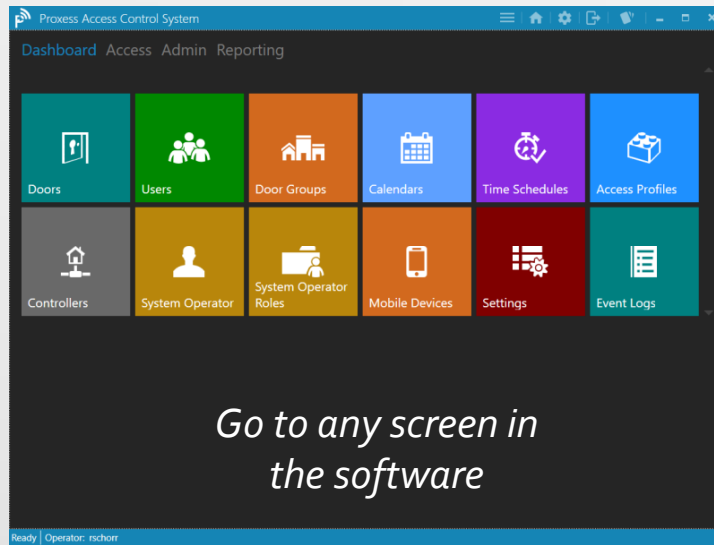 Proxess Access Control System
Dashboard Access Admin Reporting
Doors
Users
Door Groups
Calendars
Time Schedules
Access Profiles
Controllers
System Operator
System Operator
Roles
Mobile Devices
Settings
Event Logs
Go to any screen in
the software
Ready Operator: rschorr